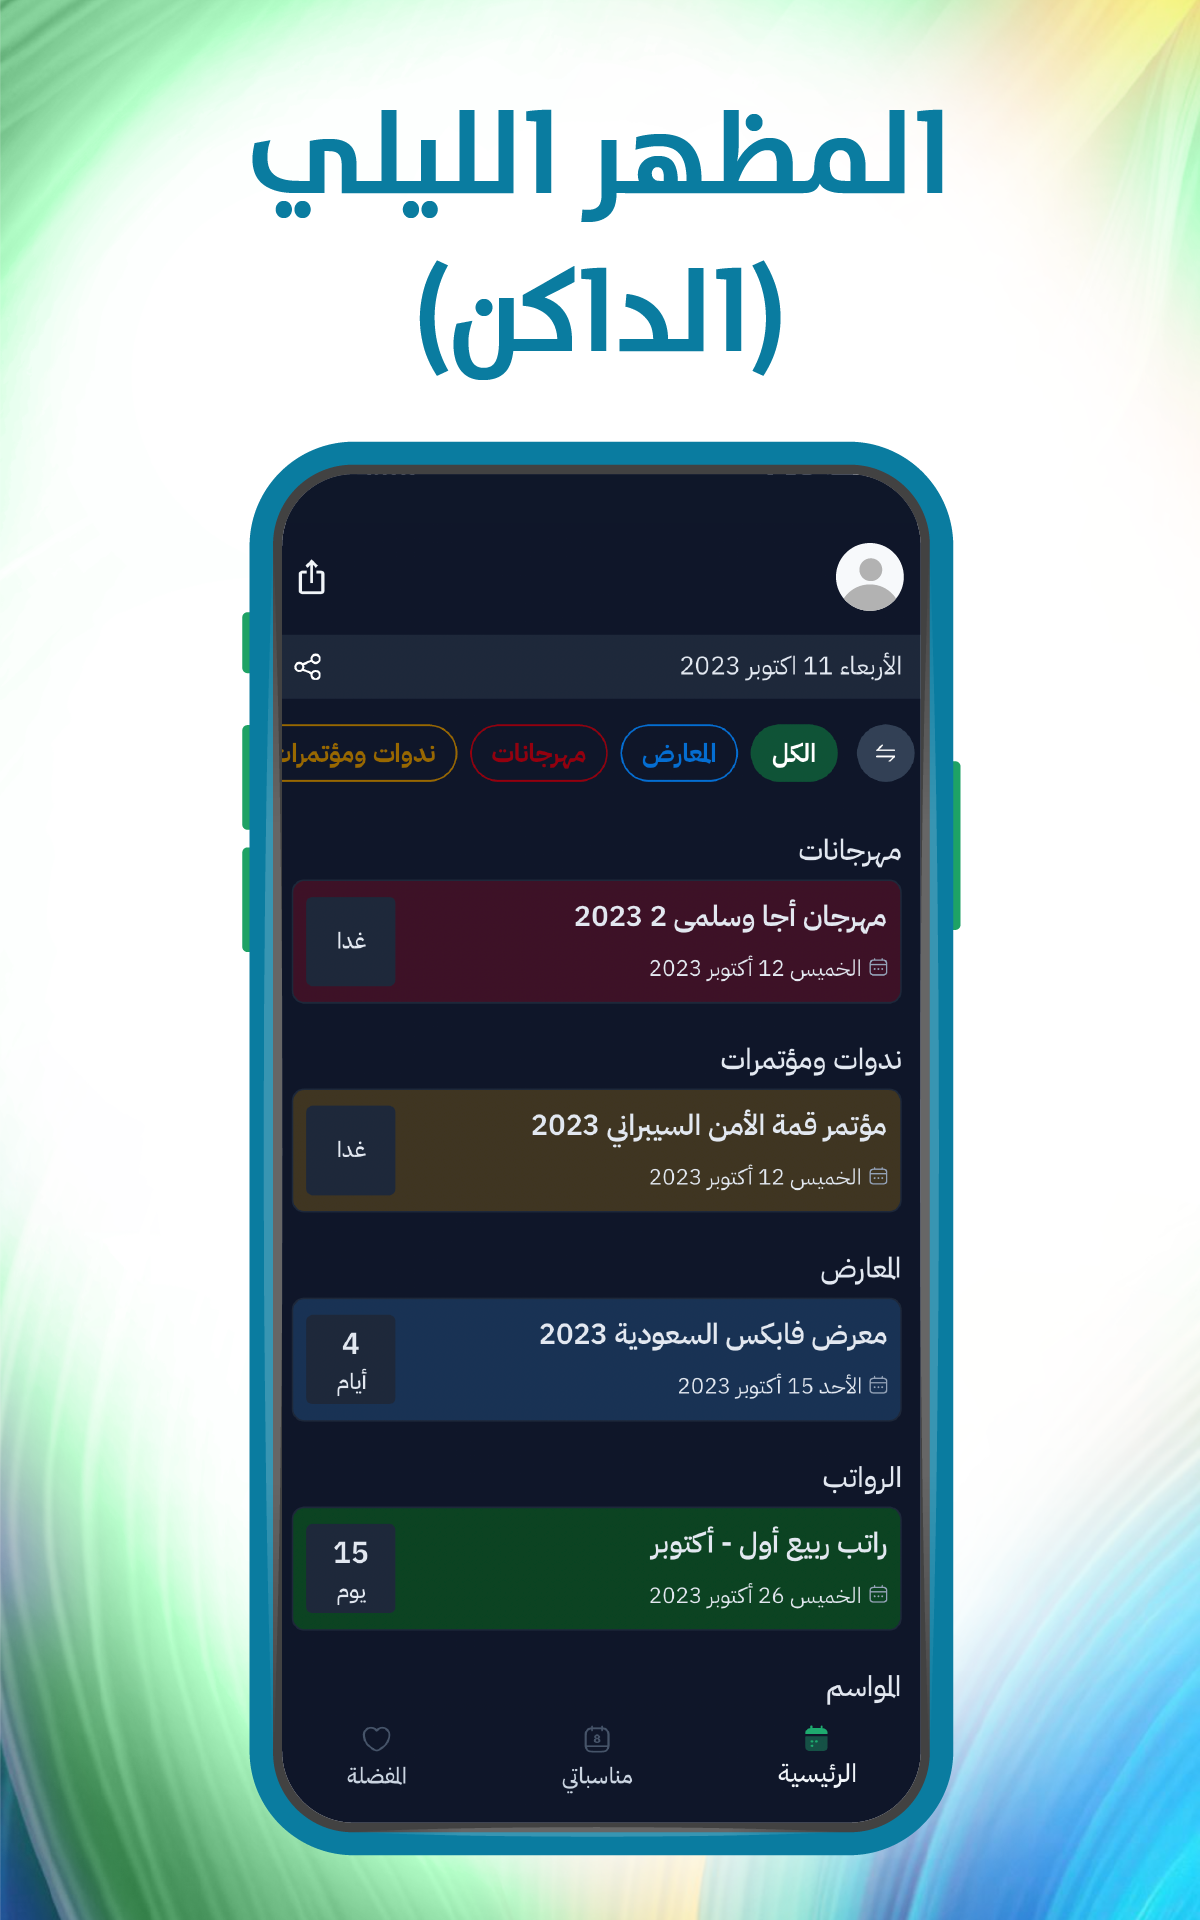 المظهر الليلي
(الداكن)
الأربعاء 11 اكتوبر 2023
الكل
المعارض
مهرجانات
ندوات ومؤتمرات
مهرجانات
مهرجان أجا وسلمى 2 2023
الخميس 12 أكتوبر 2023
غدا
ندوات ومؤتمرات
مؤتمر قمة الأمن السيبراني 2023
الخميس 12 أكتوبر 2023
غدا
المعارض
معرض فابكس السعودية 2023
الأحد 15 أكتوبر 2023
4
أيام
الرواتب
راتب ربيع أول - أكتوبر
الخميس 26 أكتوبر 2023
15
يوم
المواسم
الرئيسية
8
مناسباتي
المفضلة